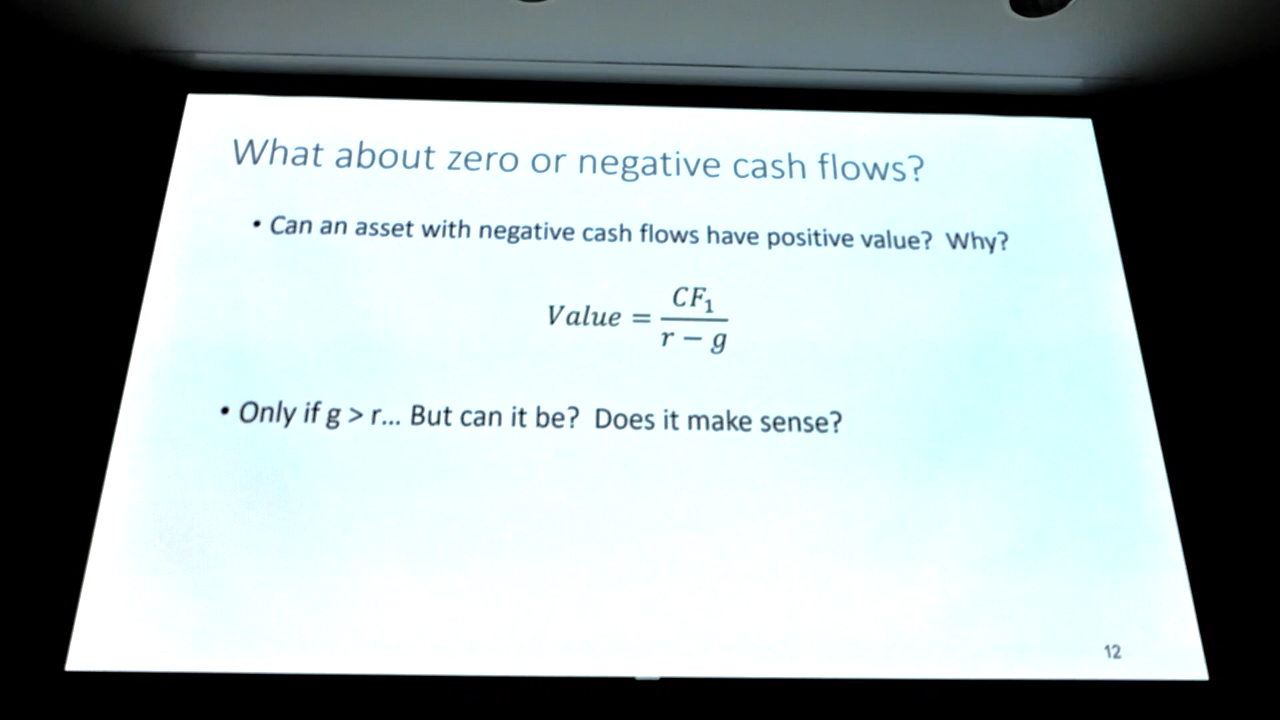 What about zero or negative cash flows?
• Can an asset with negative cash flows have positive value? Why?
Value = CF₁ / r − g
• Only if g > r... But can it be? Does it make sense?
12